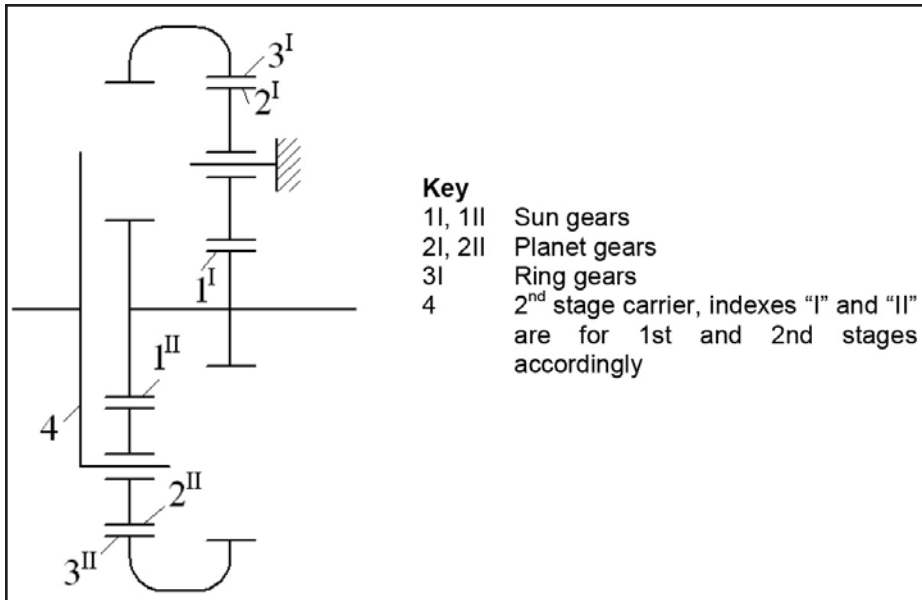 3ᴵ
2ᴵ
1ᴵ
1ᴵᴵ
4
2ᴵᴵ
3ᴵᴵ
Key
1I, 1II Sun gears
2I, 2II Planet gears
3I Ring gears
4 2ⁿᵈ stage carrier, indexes “I” and “II”
are for 1st and 2nd stages
accordingly